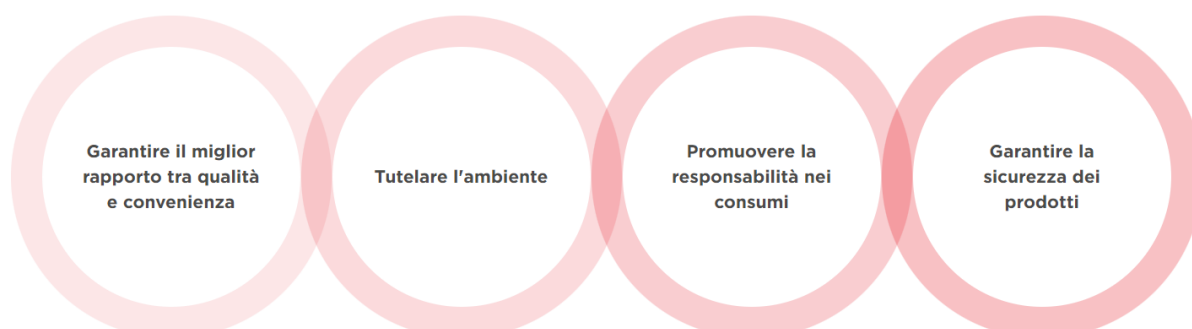 Garantire il miglior
rapporto tra qualità
e convenienza
Tutelare l'ambiente
Promuovere la
responsabilità nei
consumi
Garantire la
sicurezza dei
prodotti